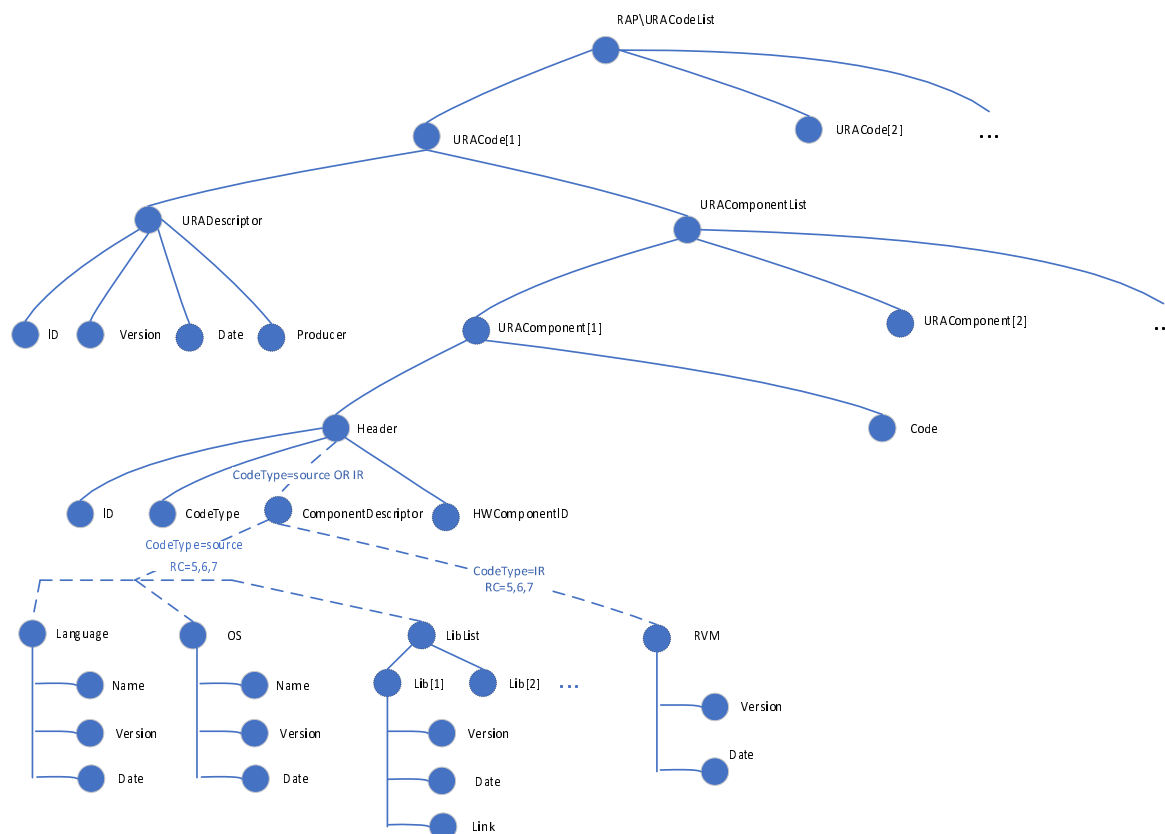 RAP\URACodeList
URACode[1]
URACode[2]
...
URADescriptor
URAComponentList
ID
Version
Date
Producer
URAComponent[1]
URAComponent[2]
..
Header
Code
CodeType=source OR IR
ID
CodeType
ComponentDescriptor
HWComponentID
CodeType=source
RC=5,6,7
CodeType=IR
RC=5,6,7
Language
OS
LibList
RVM
Name
Name
Lib[1]
Lib[2]
...
Version
Version
Version
Version
Date
Date
Date
Date
Link